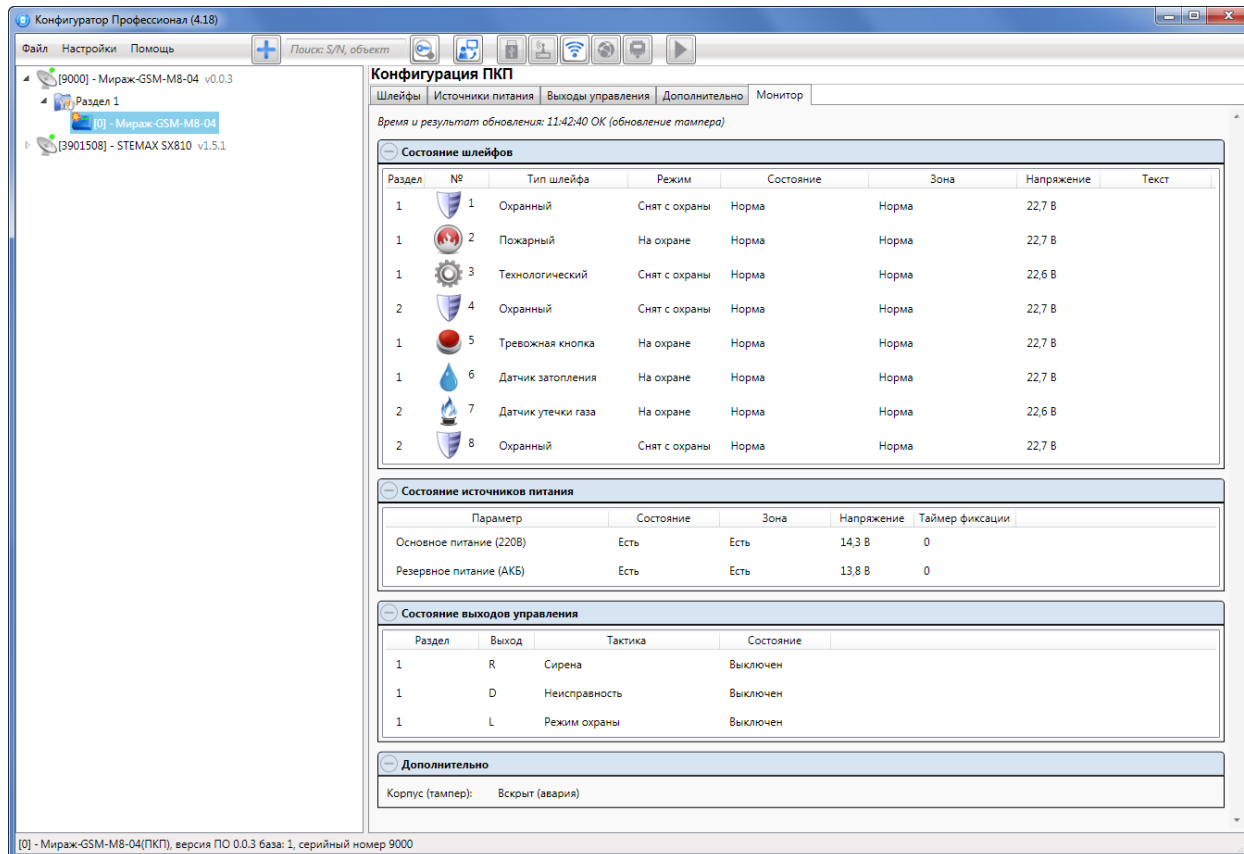 Конфигуратор Профессионал (4.18)
Файл Настройки Помощь Поиск: S/N, объект
[9000] - Мираж-GSM-M8-04 v0.0.3
Раздел 1
[0] - Мираж-GSM-M8-04
[3901508] - STEMAX SX810 v1.5.1
Конфигурация ПКП
Шлейфы Источники питания Выходы управления Дополнительно Монитор
Время и результат обновления: 11:42:40 ОК (обновление тампера)
Состояние шлейфов
Раздел № Тип шлейфа Режим Состояние Зона Напряжение Текст
1 1 Охранный Снят с охраны Норма Норма 22,7 В
1 2 Пожарный На охране Норма Норма 22,7 В
1 3 Технологический Снят с охраны Норма Норма 22,6 В
2 4 Охранный Снят с охраны Норма Норма 22,7 В
1 5 Тревожная кнопка На охране Норма Норма 22,7 В
1 6 Датчик затопления На охране Норма Норма 22,7 В
2 7 Датчик утечки газа На охране Норма Норма 22,6 В
2 8 Охранный Снят с охраны Норма Норма 22,7 В
Состояние источников питания
Параметр Состояние Зона Напряжение Таймер фиксации
Основное питание (220В) Есть Есть 14,3 В 0
Резервное питание (АКБ) Есть Есть 13,8 В 0
Состояние выходов управления
Раздел Выход Тактика Состояние
1 R Сирена Выключен
1 D Неисправность Выключен
1 L Режим охраны Выключен
Дополнительно
Корпус (тампер): Вскрыт (авария)
[0] - Мираж-GSM-M8-04(ПКП), версия ПО 0.0.3 база: 1, серийный номер 9000